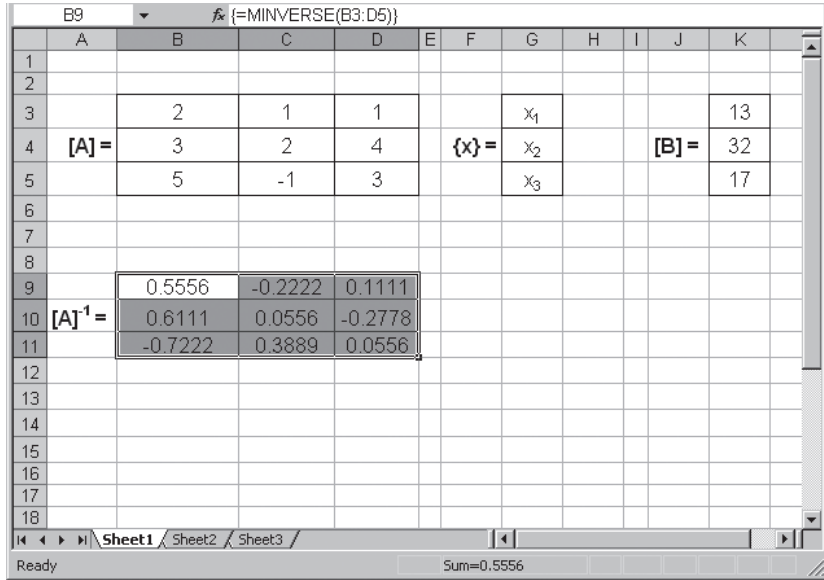 B9 fx {=MINVERSE(B3:D5)}
A B C D E F G H I J K
1
2
3 2 1 1 x1 13
4 [A] = 3 2 4 {x} = x2 [B] = 32
5 5 -1 3 x3 17
6
7
8
9 0.5556 -0.2222 0.1111
10 [A]-1 = 0.6111 0.0556 -0.2778
11 -0.7222 0.3889 0.0556
12
13
14
15
16
17
18
Sheet1 / Sheet2 / Sheet3 /
Ready Sum=0.5556